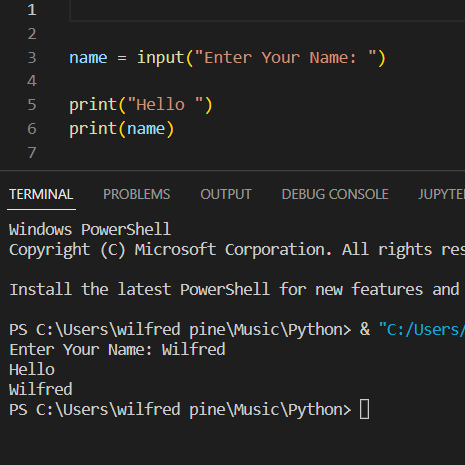 1
2
3 name = input("Enter Your Name: ")
4
5 print("Hello ")
6 print(name)
7
TERMINAL PROBLEMS OUTPUT DEBUG CONSOLE JUPYTE
Windows PowerShell
Copyright (C) Microsoft Corporation. All rights res
Install the latest PowerShell for new features and
PS C:\Users\wilfred pine\Music\Python> & "C:/Users/
Enter Your Name: Wilfred
Hello
Wilfred
PS C:\Users\wilfred pine\Music\Python>